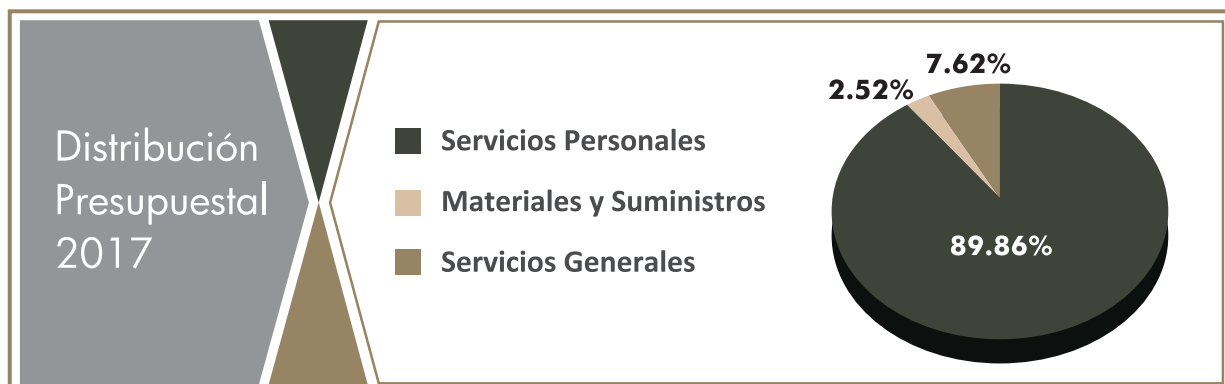 Distribución
Presupuestal
2017
Servicios Personales
Materiales y Suministros
Servicios Generales
7.62%
2.52%
89.86%